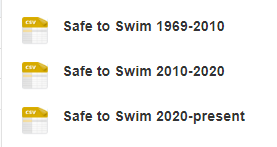 CSV Safe to Swim 1969-2010
CSV Safe to Swim 2010-2020
CSV Safe to Swim 2020-present